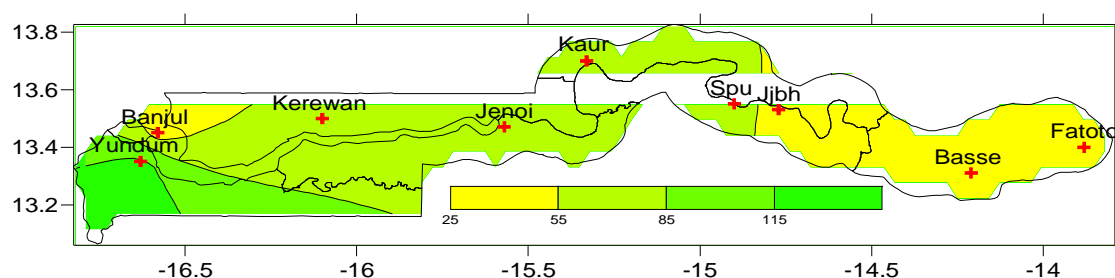 13.8
13.6
13.4
13.2
Kaur
Spu
Jjbh
Kerewan
Jenoi
Banjul
Yundum
Fatoto
Basse
25 55 85 115
-16.5 -16 -15.5 -15 -14.5 -14